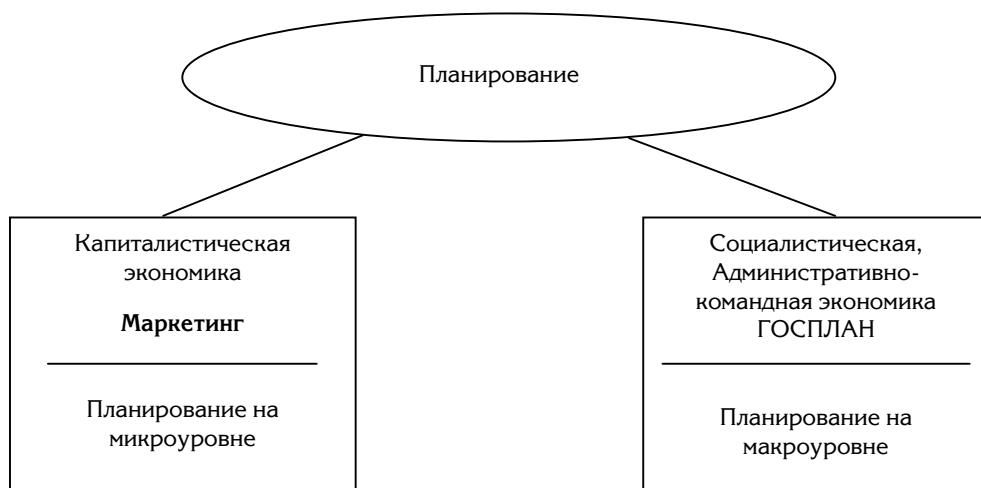 Планирование
Капиталистическая
экономика
Маркетинг
Планирование на
микроуровне
Социалистическая,
Административно-
командная экономика
ГОСПЛАН
Планирование на
макроуровне